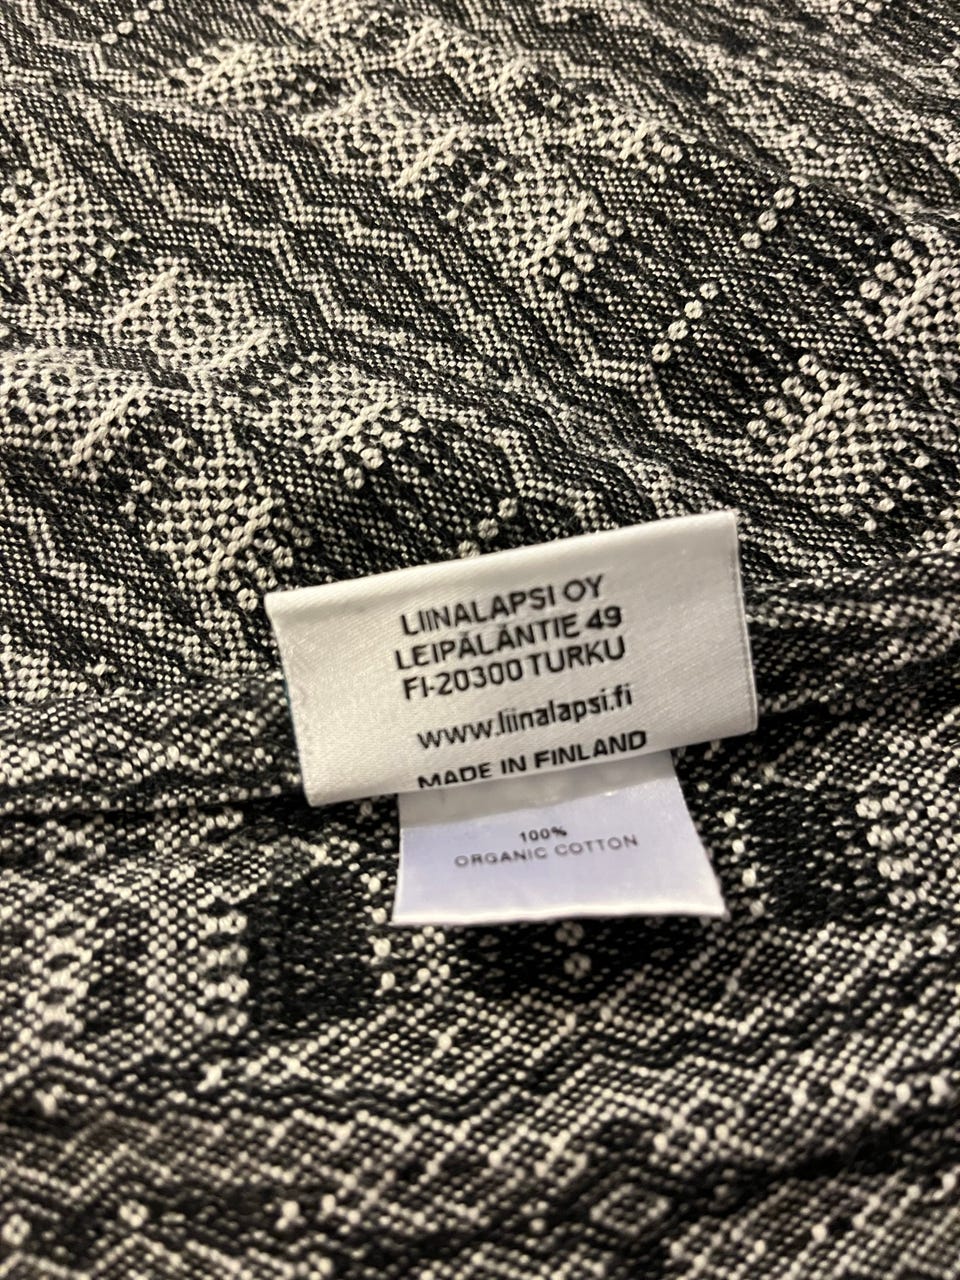 LIINALAPSI OY
LEIPÄLÄNTIE 49
FI-20300 TURKU
www.liinalapsi.fi
MADE IN FINLAND
100%
ORGANIC COTTON